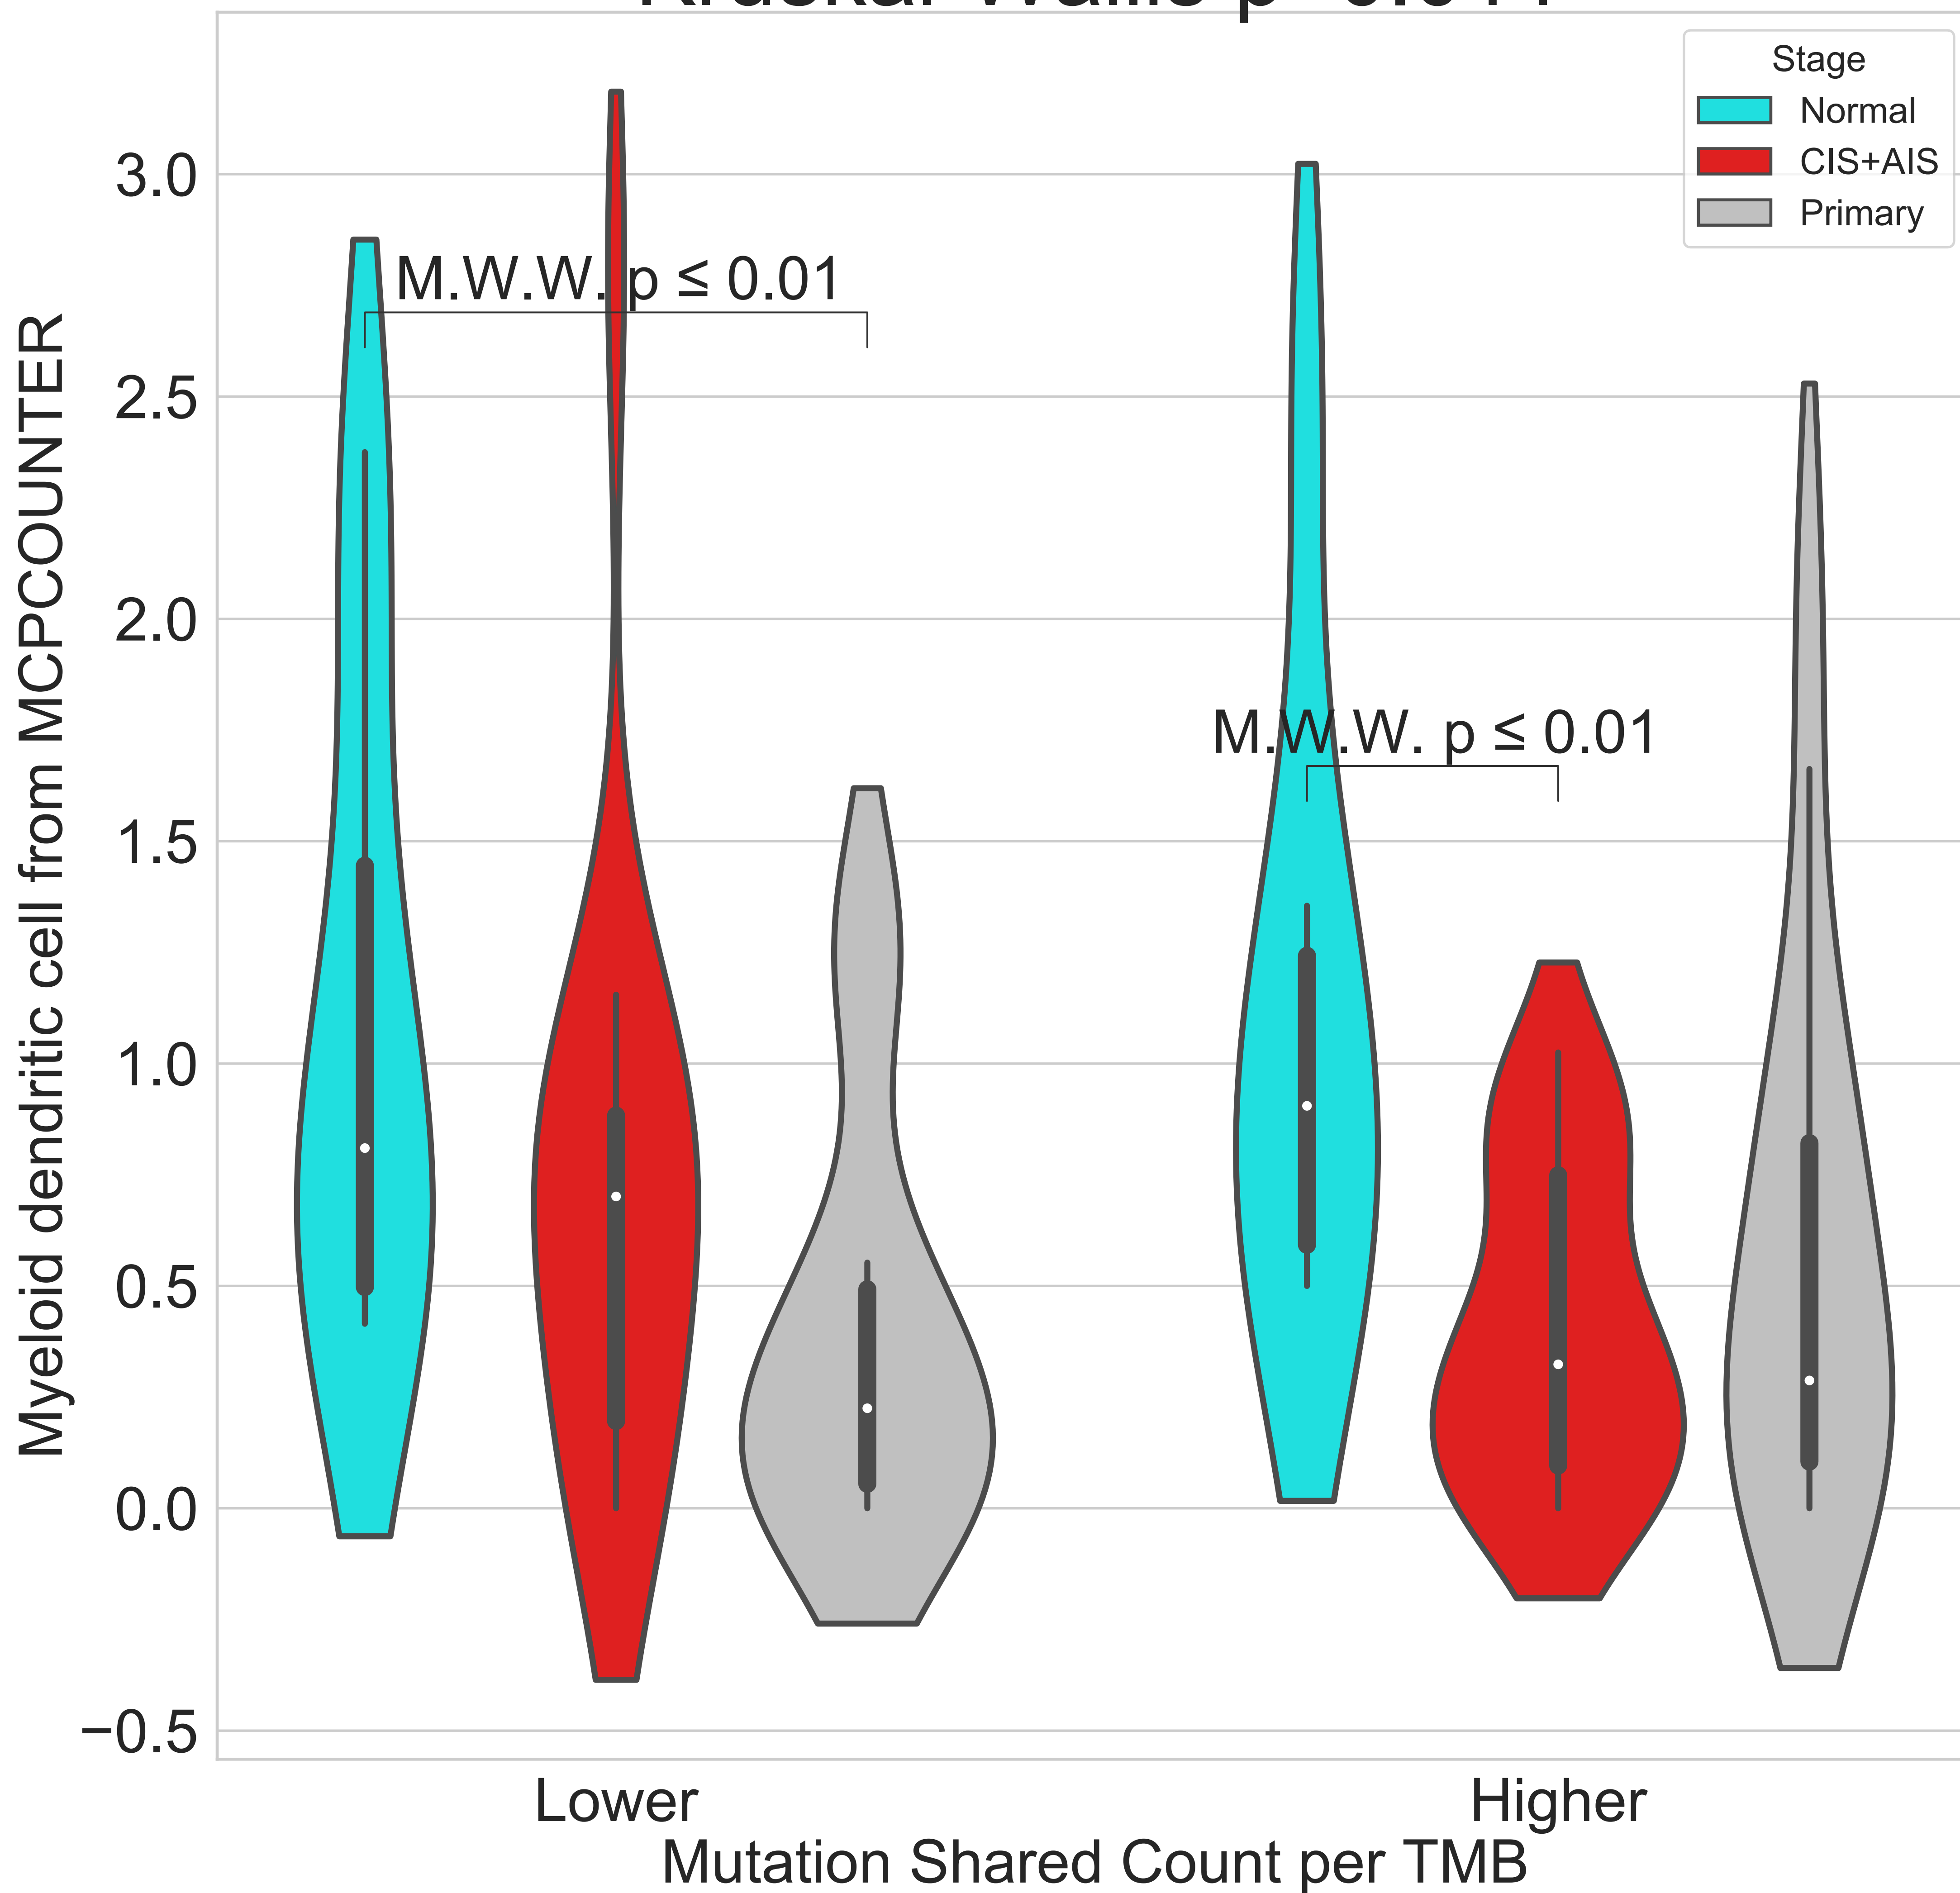 Stage
Normal
CIS+AIS
Primary
3.0
2.5
2.0
1.5
1.0
0.5
0.0
−0.5
M.W.W. p ≤ 0.01
M.W.W. p ≤ 0.01
Myeloid dendritic cell from MCPCOUNTER
Lower
Higher
Mutation Shared Count per TMB